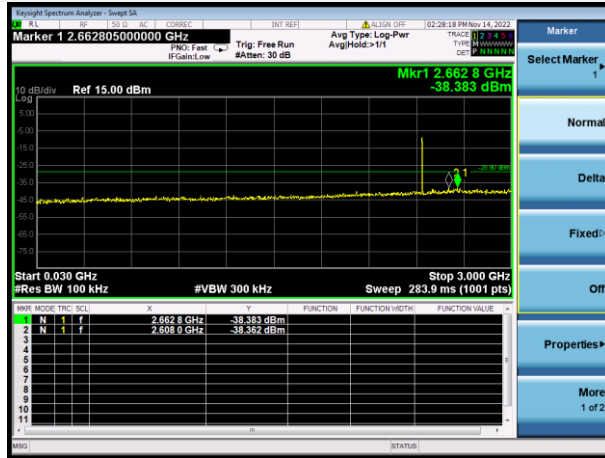 Keysight Spectrum Analyzer - Swept SA
RL RF 50 Ω AC CORREC INT REF ALIGN OFF 02:28:18 PM Nov 14, 2022
Marker 1 2.662805000000 GHz
PNO: Fast
IFGain:Low
Trig: Free Run
#Atten: 30 dB
Avg Type: Log-Pwr
Avg|Hold:>1/1
TRACE 1 2 3 4 5 6
TYPE M W W W W W
DET P N N N N N
Mkr1 2.662 8 GHz
-38.383 dBm
10 dB/div Ref 15.00 dBm
Log
5.00
-5.00
-15.0
-25.0
-35.0
-45.0
-55.0
-65.0
-75.0
2 1
Start 0.030 GHz Stop 3.000 GHz
#Res BW 100 kHz #VBW 300 kHz Sweep 283.9 ms (1001 pts)
MKR MODE TRC SCL X Y FUNCTION FUNCTION WIDTH FUNCTION VALUE
1 N 1 f 2.662 8 GHz -38.383 dBm
2 N 1 f 2.608 0 GHz -38.362 dBm
3
4
5
6
7
8
9
10
11
MSG STATUS
Marker
Select Marker
1
Normal
Delta
Fixed
Off
Properties
More
1 of 2